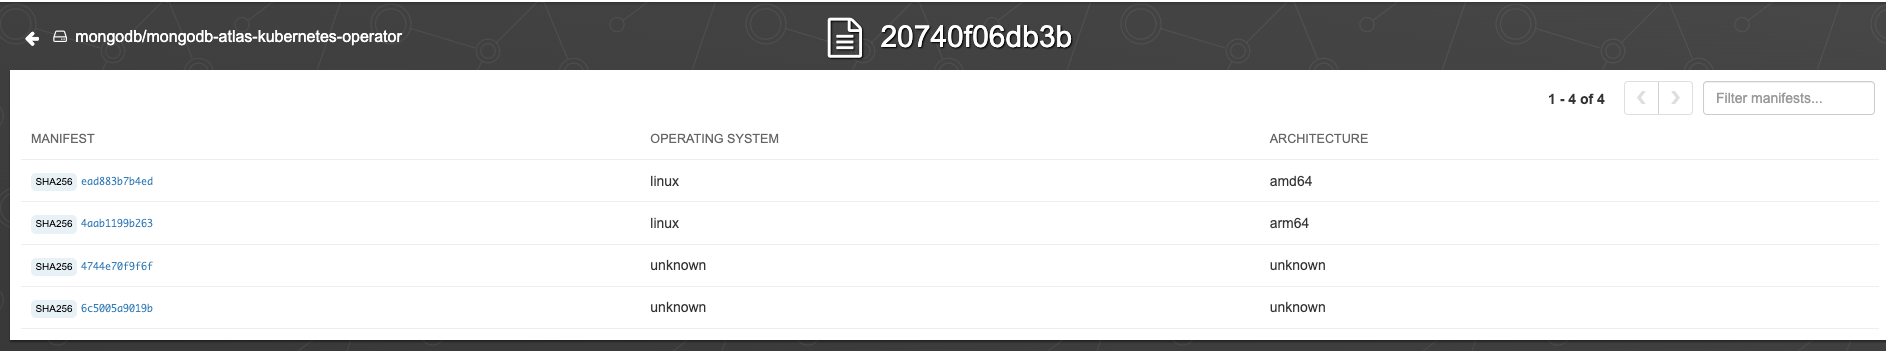 mongodb/mongodb-atlas-kubernetes-operator
20740f06db3b
1 - 4 of 4
Filter manifests...
MANIFEST OPERATING SYSTEM ARCHITECTURE
SHA256 ead883b7b4ed linux amd64
SHA256 4aab1199b263 linux arm64
SHA256 4744e70f9f6f unknown unknown
SHA256 6c5005a9019b unknown unknown